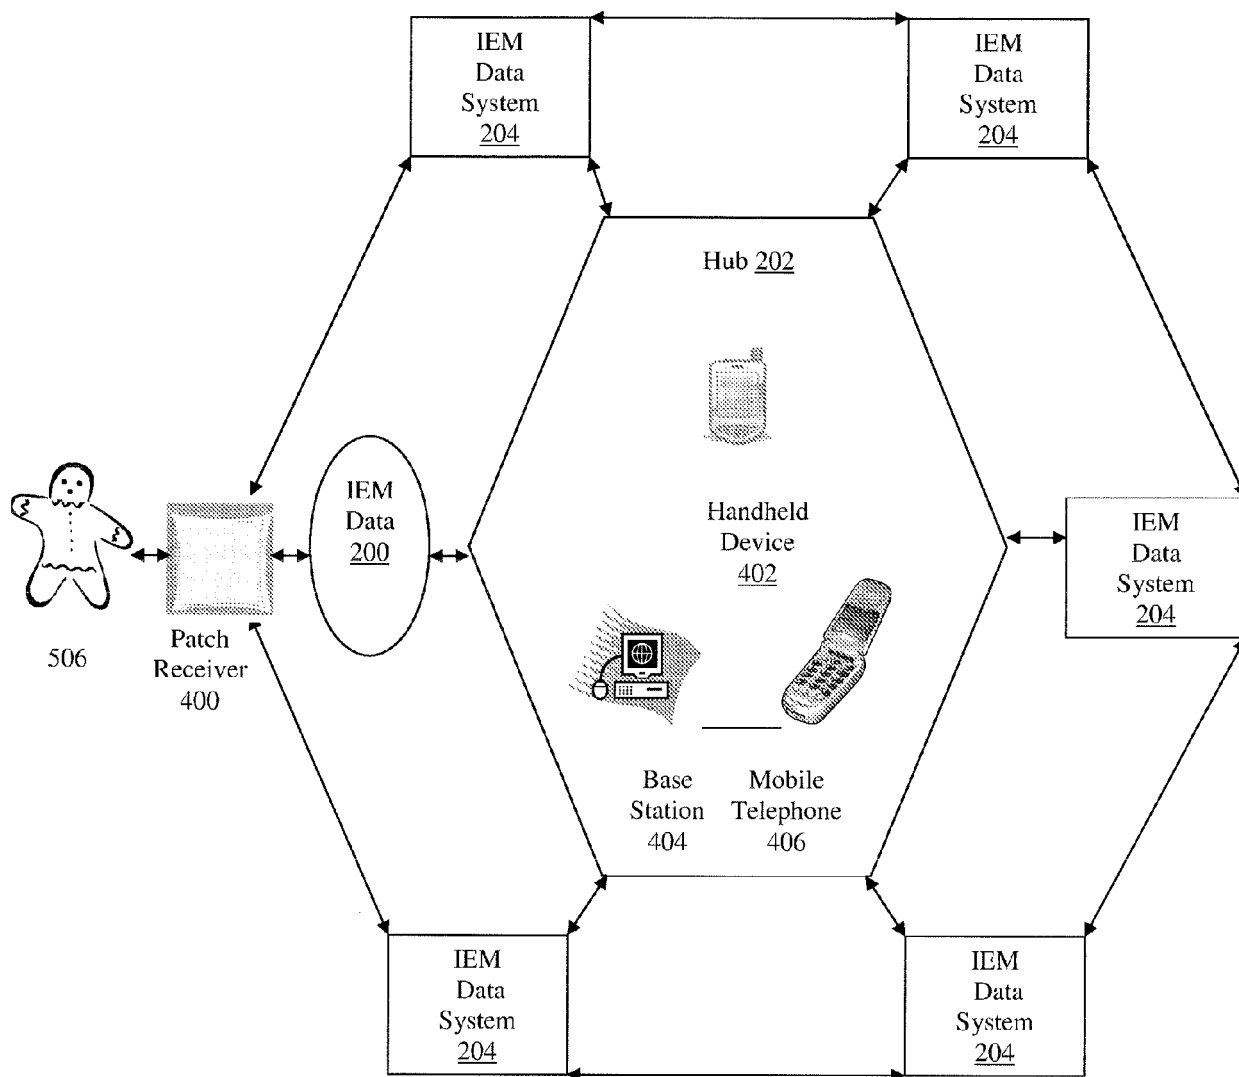 IEM
Data
System
204
IEM
Data
System
204
Hub 202
Handheld
Device
402
IEM
Data
200
IEM
Data
System
204
506
Patch
Receiver
400
Base
Station
404
Mobile
Telephone
406
IEM
Data
System
204
IEM
Data
System
204